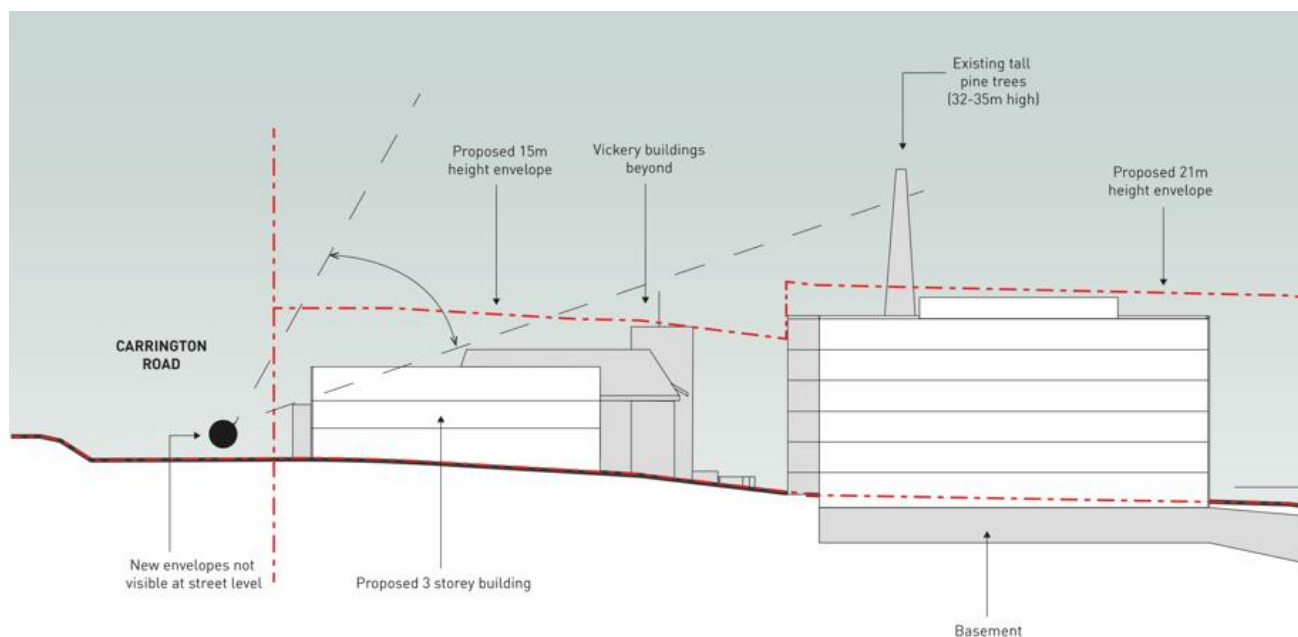 Existing tall
pine trees
(32-35m high)
Proposed 15m
height envelope
Vickery buildings
beyond
Proposed 21m
height envelope
CARRINGTON
ROAD
New envelopes not
visible at street level
Proposed 3 storey building
Basement